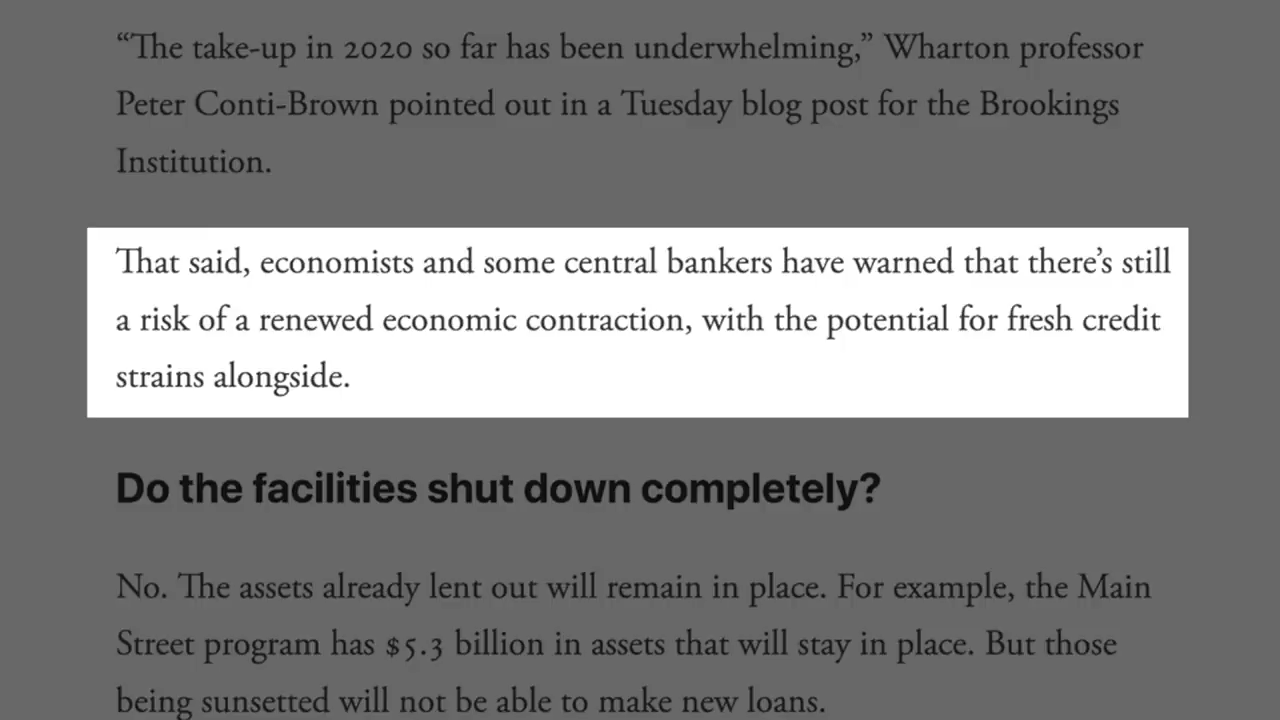 “The take-up in 2020 so far has been underwhelming,” Wharton professor
Peter Conti-Brown pointed out in a Tuesday blog post for the Brookings
Institution.
That said, economists and some central bankers have warned that there’s still
a risk of a renewed economic contraction, with the potential for fresh credit
strains alongside.
Do the facilities shut down completely?
No. The assets already lent out will remain in place. For example, the Main
Street program has $5.3 billion in assets that will stay in place. But those
being sunsetted will not be able to make new loans.